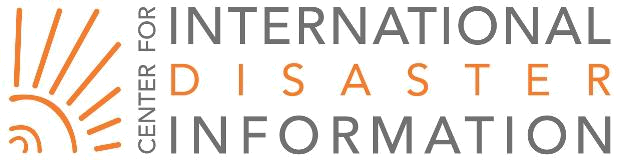 CENTER FOR
INTERNATIONAL
DISASTER
INFORMATION